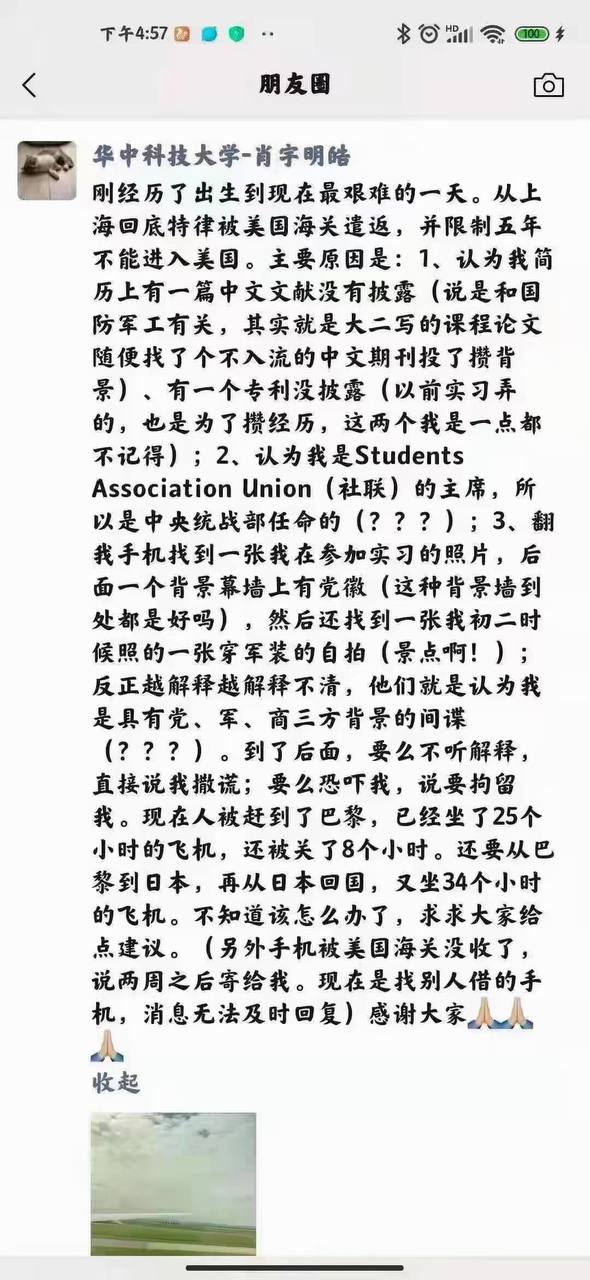 下午4:57
HD
100
朋友圈
华中科技大学-肖宇明皓
刚经历了出生到现在最艰难的一天。从上
海回底特律被美国海关遣返，并限制五年
不能进入美国。主要原因是：1、认为我简
历上有一篇中文文献没有披露（说是和国
防军工有关，其实就是大二写的课程论文
随便找了个不入流的中文期刊投了攒背
景）、有一个专利没披露（以前实习弄
的，也是为了攒经历，这两个我是一点都
不记得）；2、认为我是Students
Association Union（社联）的主席，所
以是中央统战部任命的（？？？）；3、翻
我手机找到一张我在参加实习的照片，后
面一个背景幕墙上有党徽（这种背景墙到
处都是好吗），然后还找到一张我初二时
候照的一张穿军装的自拍（景点啊！）；
反正越解释越解释不清，他们就是认为我
是具有党、军、商三方背景的间谍
（？？？）。到了后面，要么不听解释，
直接说我撒谎；要么恐吓我，说要拘留
我。现在人被赶到了巴黎，已经坐了25个
小时的飞机，还被关了8个小时。还要从巴
黎到日本，再从日本回国，又坐34个小时
的飞机。不知道该怎么办了，求求大家给
点建议。（另外手机被美国海关没收了，
说两周之后寄给我。现在是找别人借的手
机，消息无法及时回复）感谢大家🙏🏼🙏🏼
🙏🏼
收起